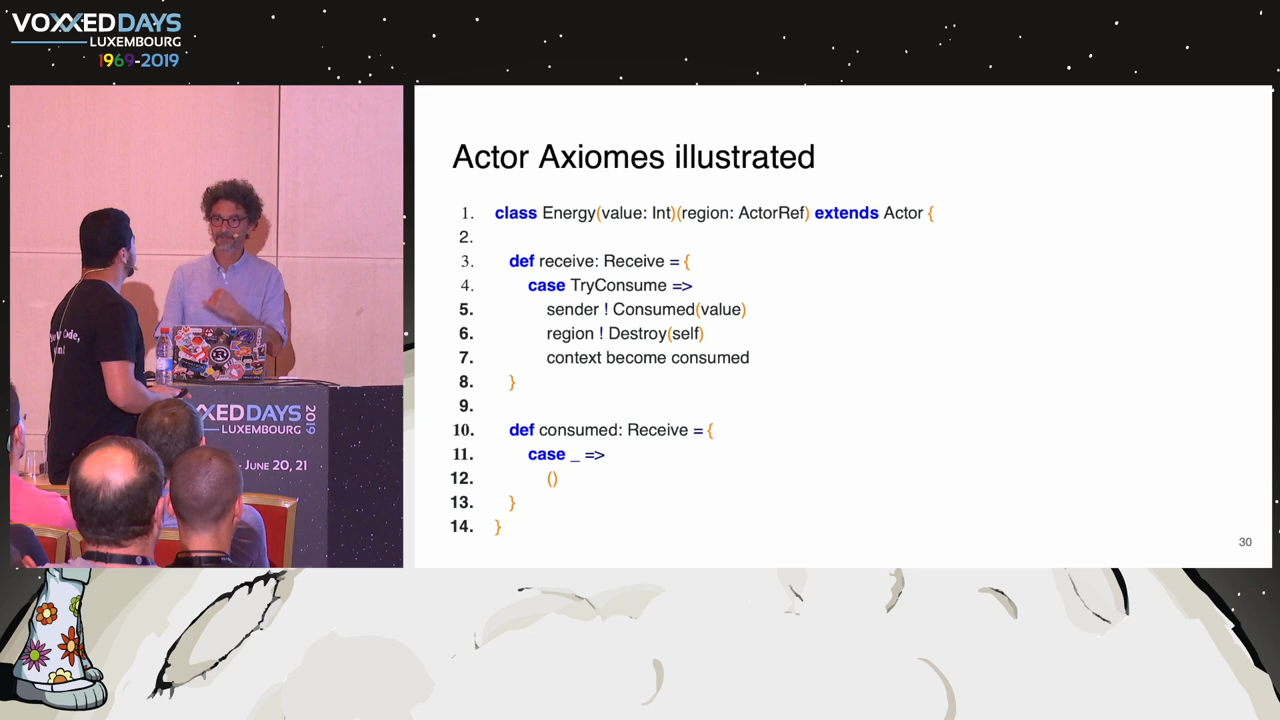 VOXXEDDAYS
LUXEMBOURG
1969-2019
Actor Axiomes illustrated
1. class Energy(value: Int)(region: ActorRef) extends Actor {
2.
3. def receive: Receive = {
4. case TryConsume =>
5. sender ! Consumed(value)
6. region ! Destroy(self)
7. context become consumed
8. }
9.
10. def consumed: Receive = {
11. case _ =>
12. ()
13. }
14. }
30
Code,
XEDDAYS
LUXEMBOURG
2019
JUNE 20, 21